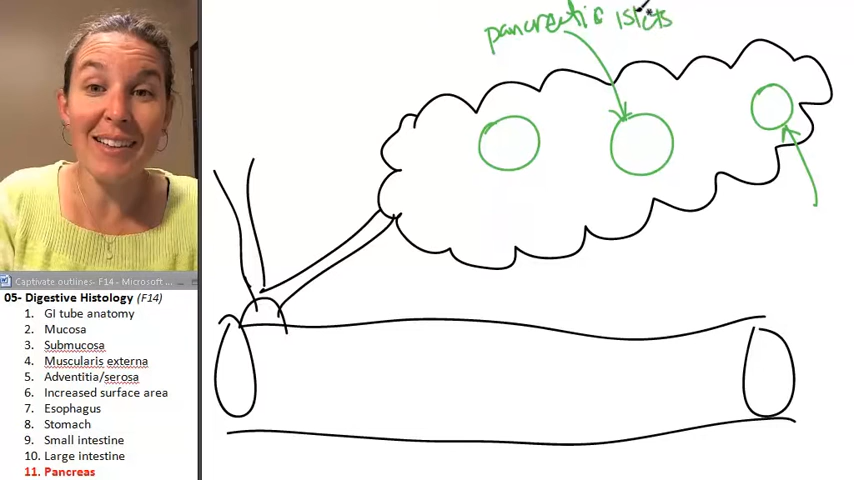 pancreatic islets
Captivate outlines- F14 - Microsoft ...
05- Digestive Histology (F14)
1. GI tube anatomy
2. Mucosa
3. Submucosa
4. Muscularis externa
5. Adventitia/serosa
6. Increased surface area
7. Esophagus
8. Stomach
9. Small intestine
10. Large intestine
11. Pancreas